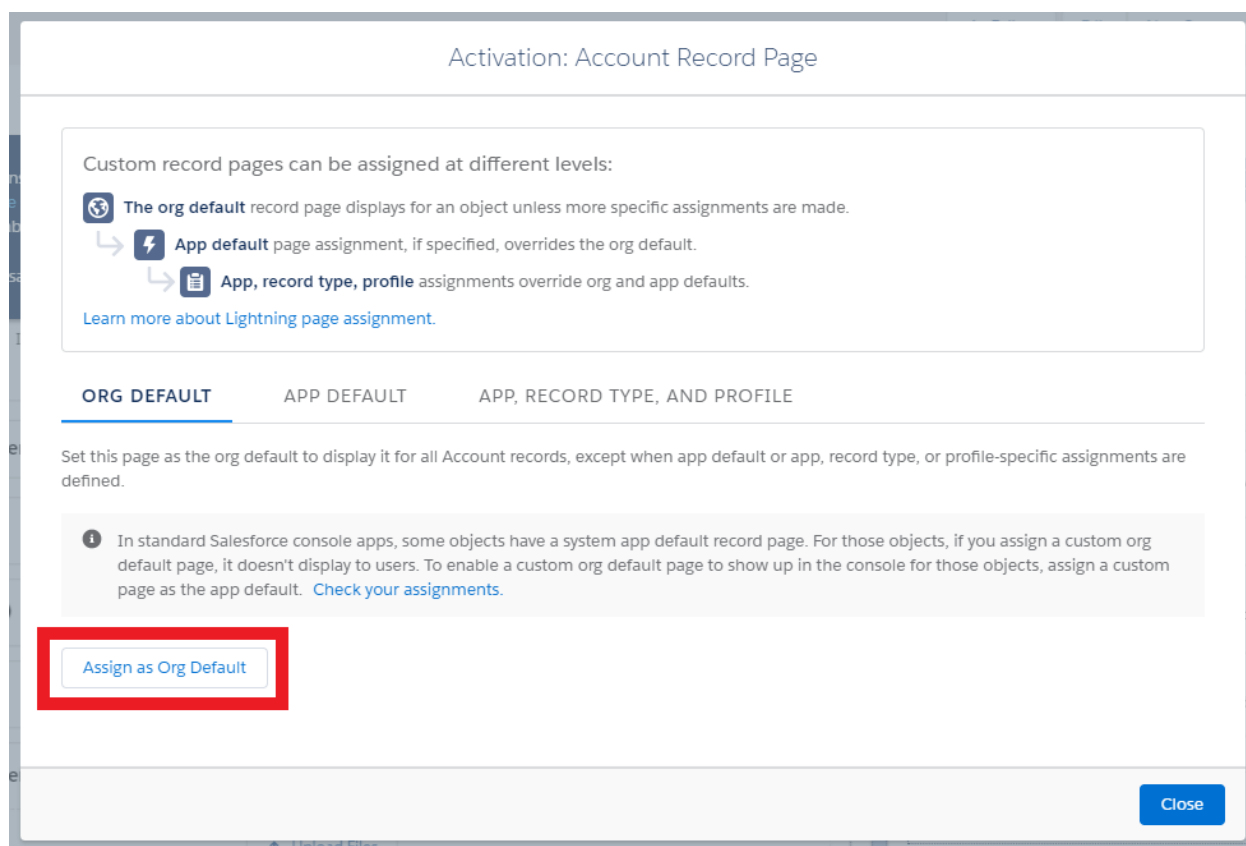 Activation: Account Record Page
Custom record pages can be assigned at different levels:
The org default record page displays for an object unless more specific assignments are made.
App default page assignment, if specified, overrides the org default.
App, record type, profile assignments override org and app defaults.
Learn more about Lightning page assignment.
ORG DEFAULT APP DEFAULT APP, RECORD TYPE, AND PROFILE
Set this page as the org default to display it for all Account records, except when app default or app, record type, or profile-specific assignments are
defined.
In standard Salesforce console apps, some objects have a system app default record page. For those objects, if you assign a custom org
default page, it doesn't display to users. To enable a custom org default page to show up in the console for those objects, assign a custom
page as the app default. Check your assignments.
Assign as Org Default
Close
Upload Files